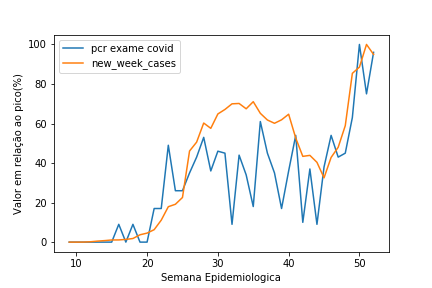 pcr exame covid
new_week_cases
Valor em relação ao pico(%)
100
80
60
40
20
0
10
20
30
40
50
Semana Epidemiologica